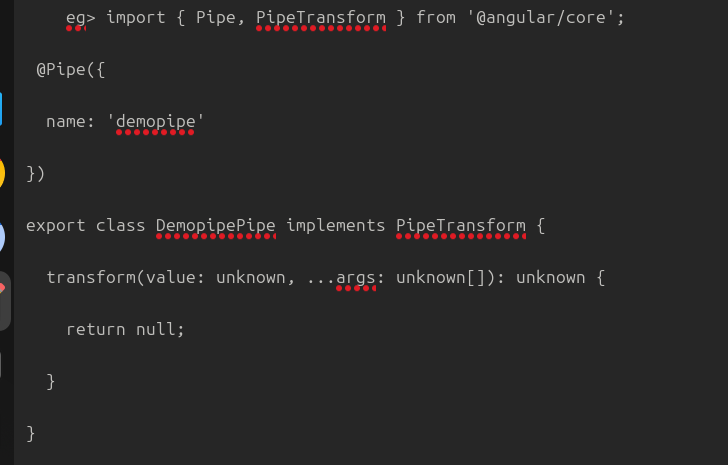 eg> import { Pipe, PipeTransform } from '@angular/core';
@Pipe({
name: 'demopipe'
})
export class DemopipePipe implements PipeTransform {
transform(value: unknown, ...args: unknown[]): unknown {
return null;
}
}